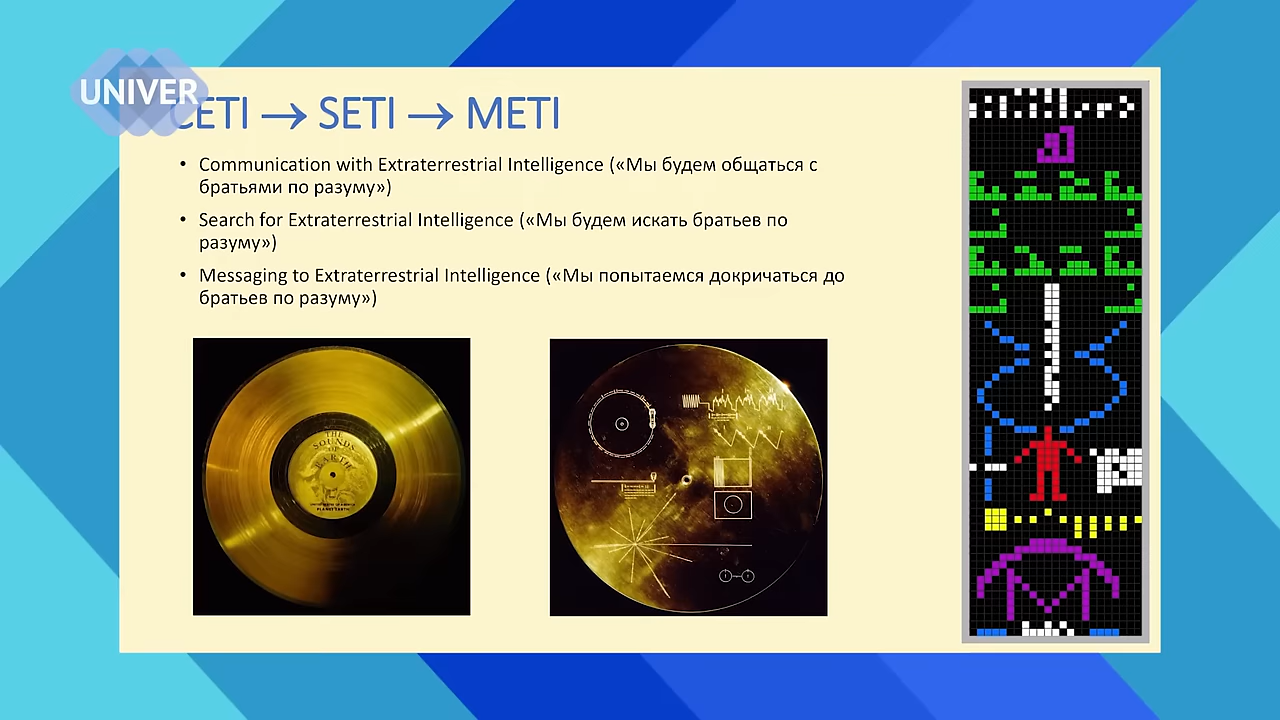 UNIVER
CETI → SETI → METI
• Communication with Extraterrestrial Intelligence («Мы будем общаться с
братьями по разуму»)
• Search for Extraterrestrial Intelligence («Мы будем искать братьев по
разуму»)
• Messaging to Extraterrestrial Intelligence («Мы попытаемся докричаться до
братьев по разуму»)
THE
SOUNDS
OF
EARTH
PLANET EARTH